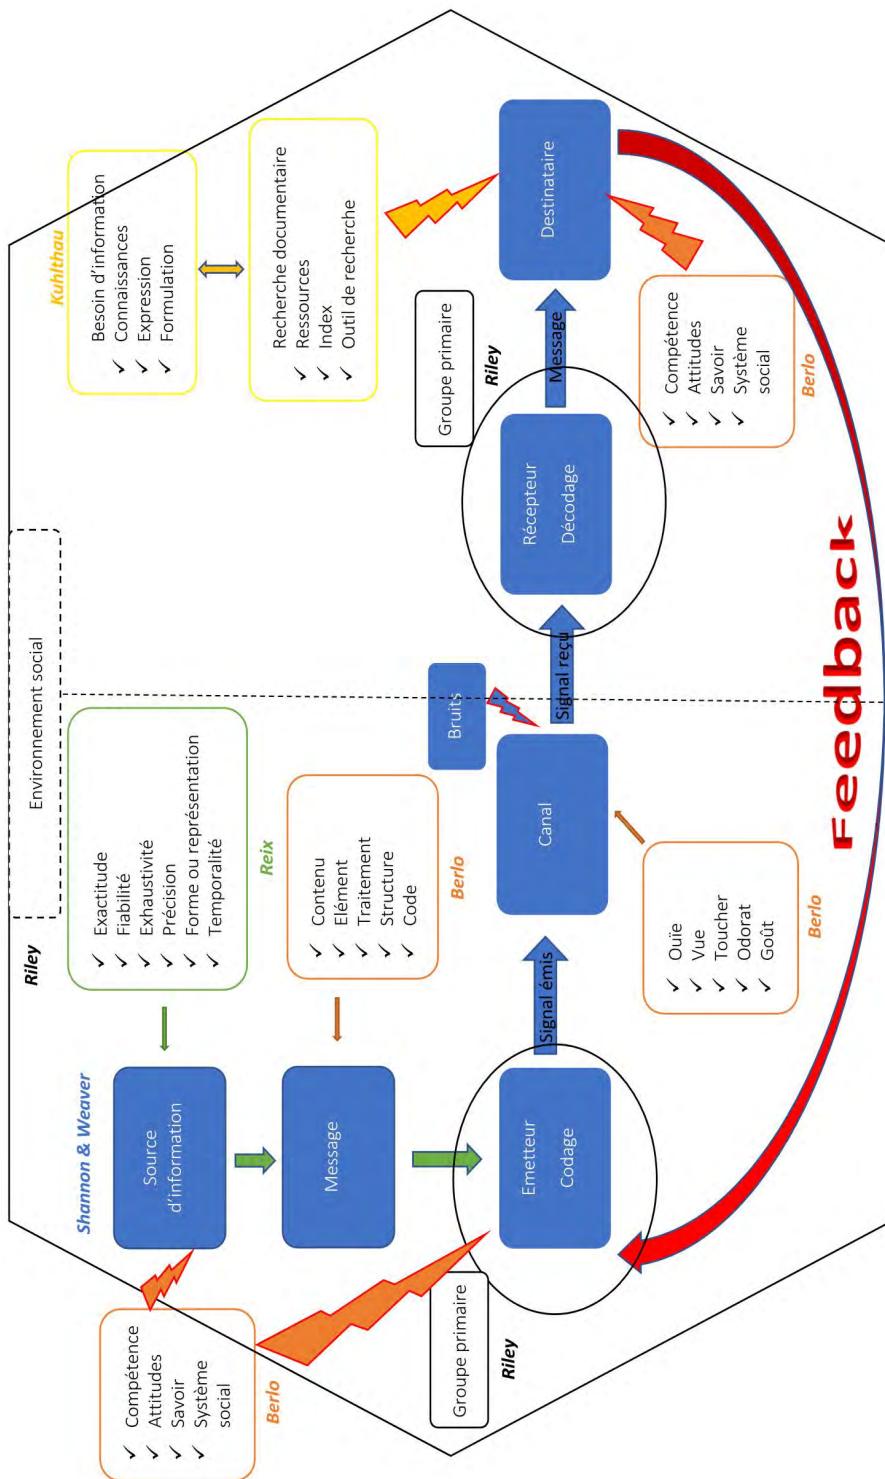 Riley
Environnement social
Shannon & Weaver
Source
d'information
Message
Emetteur
Codage
Compétence
Attitudes
Savoir
Système
social
Berlo
Groupe primaire
Riley
Exactitude
Fiabilité
Exhaustivité
Précision
Forme ou représentation
Temporalité
Reix
Contenu
Elément
Traitement
Structure
Code
Berlo
Signal émis
Canal
Bruits
Ouïe
Vue
Toucher
Odorat
Goût
Berlo
Signal reçu
Récepteur
Décodage
Groupe primaire
Riley
Message
Destinataire
Kuhlthau
Besoin d'information
Connaissances
Expression
Formulation
Recherche documentaire
Ressources
Index
Outil de recherche
Compétence
Attitudes
Savoir
Système
social
Berlo
Feedback